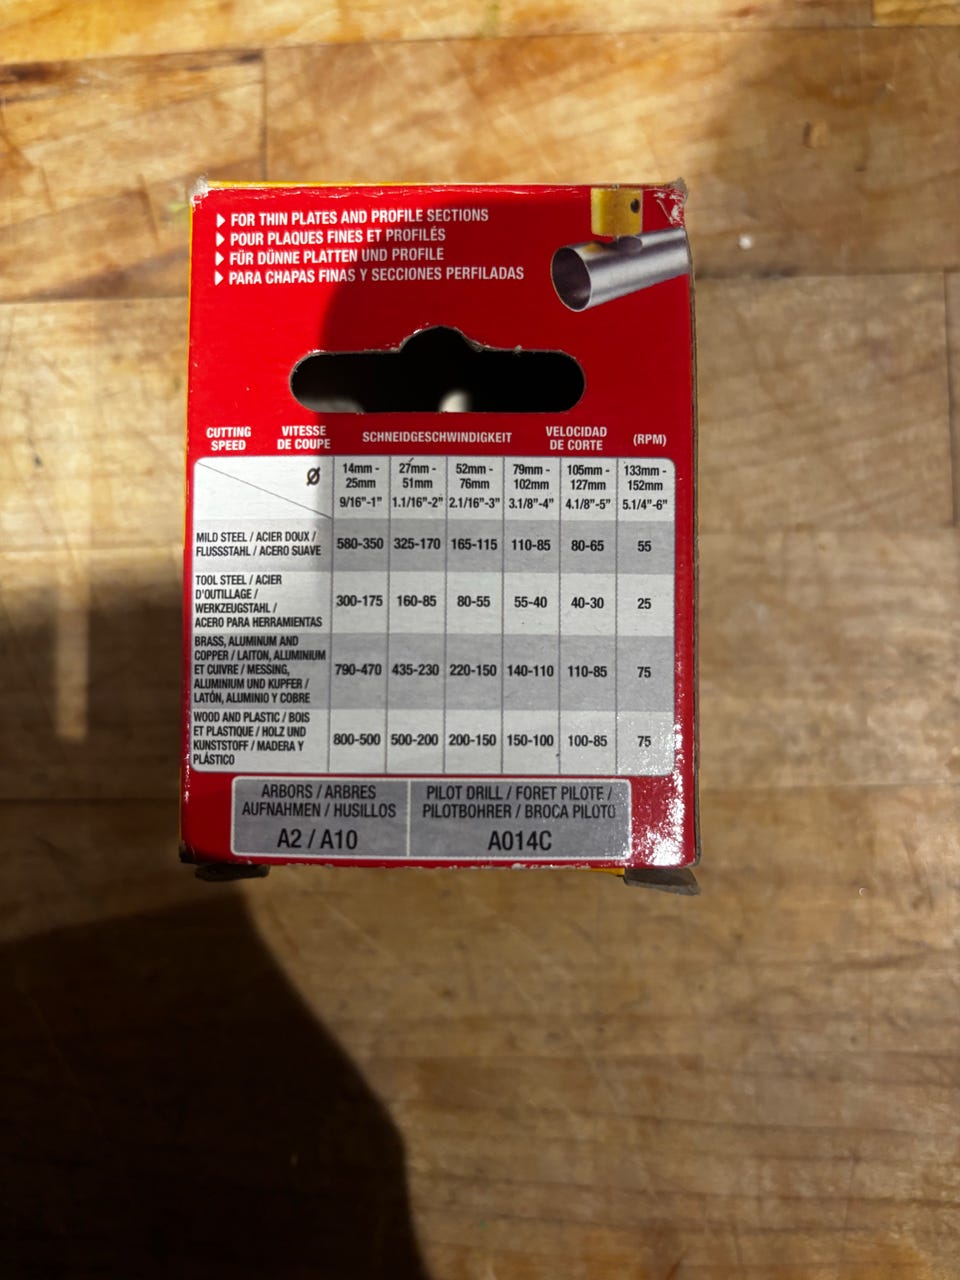 FOR THIN PLATES AND PROFILE SECTIONS
POUR PLAQUES FINES ET PROFILÉS
FÜR DÜNNE PLATTEN UND PROFILE
PARA CHAPAS FINAS Y SECCIONES PERFILADAS
CUTTING SPEED VITESSE DE COUPE SCHNEIDGESCHWINDIGKEIT VELOCIDAD DE CORTE (RPM)
Ø 14mm - 25mm 27mm - 51mm 52mm - 76mm 79mm - 102mm 105mm - 127mm 133mm - 152mm
9/16"-1" 1.1/16"-2" 2.1/16"-3" 3.1/8"-4" 4.1/8"-5" 5.1/4"-6"
MILD STEEL / ACIER DOUX /
FLUSSSTAHL / ACERO SUAVE
580-350 325-170 165-115 110-85 80-65 55
TOOL STEEL / ACIER
D'OUTILLAGE /
WERKZEUGSTAHL /
ACERO PARA HERRAMIENTAS
300-175 160-85 80-55 55-40 40-30 25
BRASS, ALUMINUM AND
COPPER / LAITON, ALUMINIUM
ET CUIVRE / MESSING,
ALUMINIUM UND KUPFER /
LATÓN, ALUMINIO Y COBRE
790-470 435-230 220-150 140-110 110-85 75
WOOD AND PLASTIC / BOIS
ET PLASTIQUE / HOLZ UND
KUNSTSTOFF / MADERA Y
PLÁSTICO
800-500 500-200 200-150 150-100 100-85 75
ARBORS / ARBRES
AUFNAHMEN / HUSILLOS
A2 / A10
PILOT DRILL / FORET PILOTE /
PILOTBOHRER / BROCA PILOTO
A014C